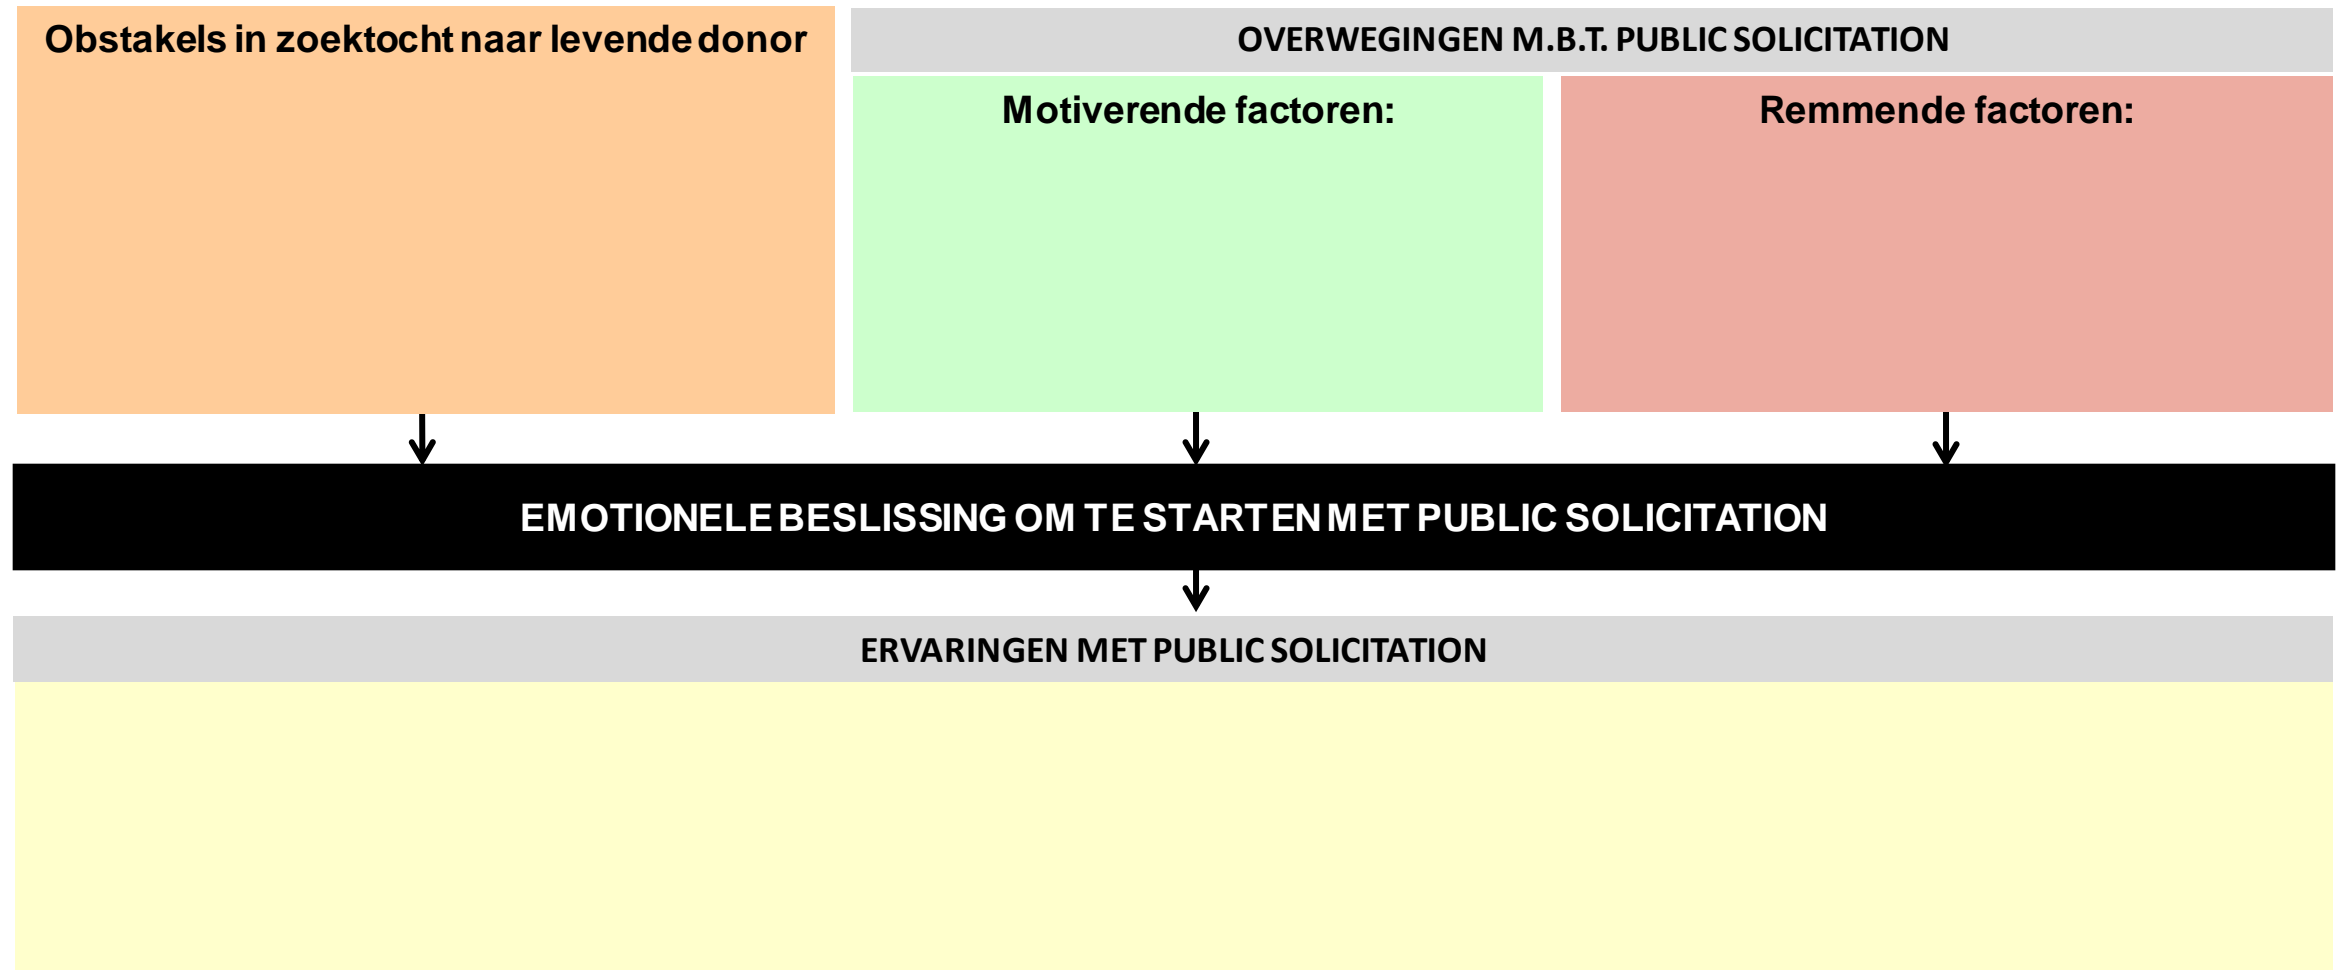 Obstakels in zoektocht naar levende donor
OVERWEGINGEN M.B.T. PUBLIC SOLICITATION
Motiverende factoren:
Remmende factoren:
EMOTIONELE BESLISSING OM TE STARTEN MET PUBLIC SOLICITATION
ERVARINGEN MET PUBLIC SOLICITATION